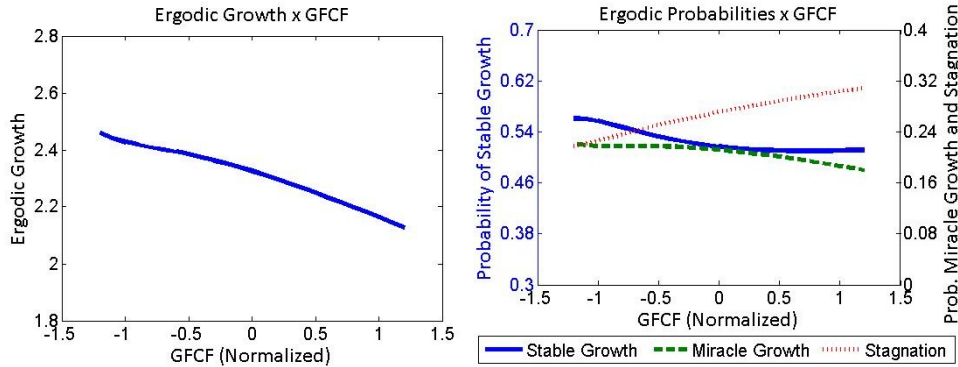 Ergodic Growth x GFCF
2.8
2.6
2.4
2.2
2
1.8
Ergodic Growth
-1.5 -1 -0.5 0 0.5 1 1.5
GFCF (Normalized)
Ergodic Probabilities x GFCF
0.7
0.62
0.54
0.46
0.38
0.3
Probability of Stable Growth
0.4
0.32
0.24
0.16
0.08
0
Prob. Miracle Growth and Stagnation
-1.5 -1 -0.5 0 0.5 1 1.5
GFCF (Normalized)
Stable Growth Miracle Growth Stagnation